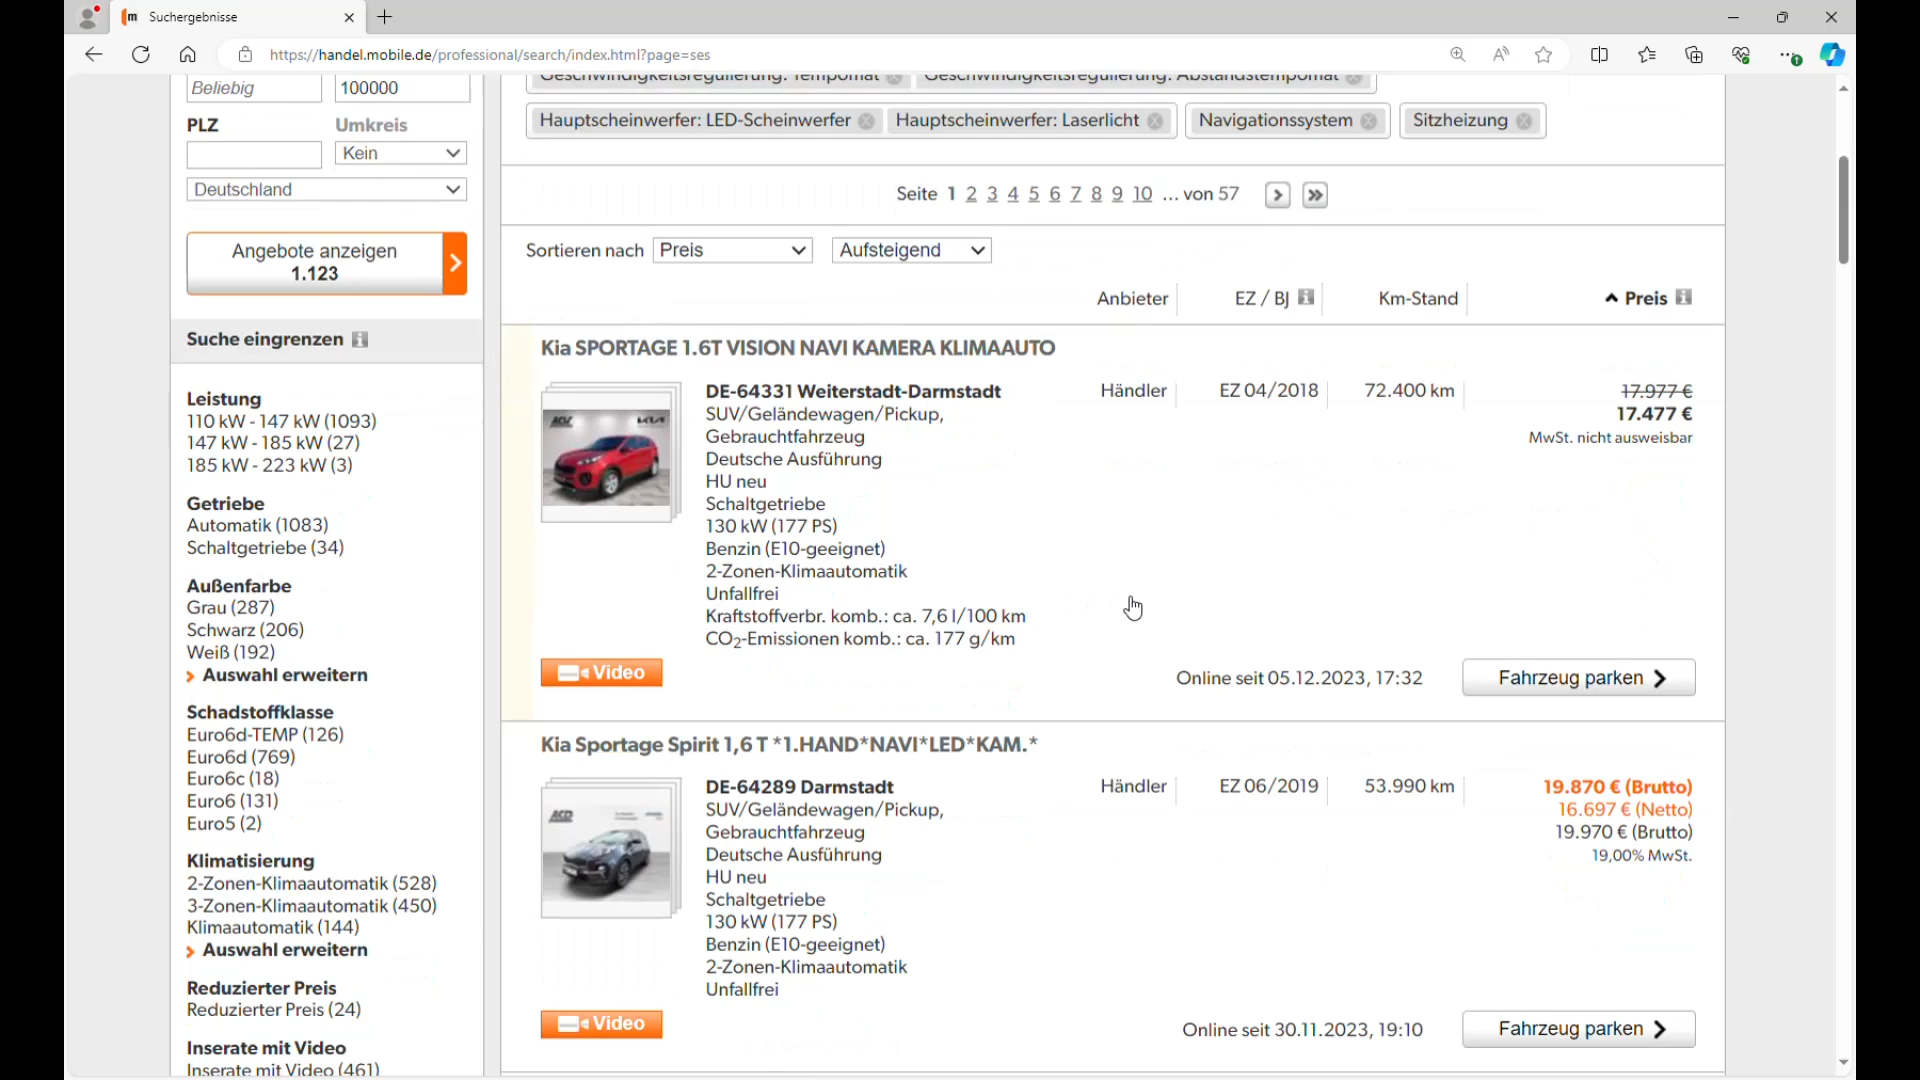 Suchergebnisse
https://handel.mobile.de/professional/search/index.html?page=ses
Beliebig
100000
PLZ
Umkreis
Kein
Deutschland
Angebote anzeigen
1.123
Suche eingrenzen
Leistung
110 kW - 147 kW (1093)
147 kW - 185 kW (27)
185 kW - 223 kW (3)
Getriebe
Automatik (1083)
Schaltgetriebe (34)
Außenfarbe
Grau (287)
Schwarz (206)
Weiß (192)
Auswahl erweitern
Schadstoffklasse
Euro6d-TEMP (126)
Euro6d (769)
Euro6c (18)
Euro6 (131)
Euro5 (2)
Klimatisierung
2-Zonen-Klimaautomatik (528)
3-Zonen-Klimaautomatik (450)
Klimaautomatik (144)
Auswahl erweitern
Reduzierter Preis
Reduzierter Preis (24)
Inserate mit Video
Inserate mit Video (461)
Geschwindigkeitsregulierung: Tempomat Geschwindigkeitsregulierung: Abstandstempomat
Hauptscheinwerfer: LED-Scheinwerfer Hauptscheinwerfer: Laserlicht Navigationssystem Sitzheizung
Seite 1 2 3 4 5 6 7 8 9 10 ... von 57
Sortieren nach Preis Aufsteigend
Anbieter EZ / BJ Km-Stand Preis
Kia SPORTAGE 1.6T VISION NAVI KAMERA KLIMAAUTO
DE-64331 Weiterstadt-Darmstadt Händler EZ 04/2018 72.400 km 17.977 €
SUV/Geländewagen/Pickup, 17.477 €
Gebrauchtfahrzeug MwSt. nicht ausweisbar
Deutsche Ausführung
HU neu
Schaltgetriebe
130 kW (177 PS)
Benzin (E10-geeignet)
2-Zonen-Klimaautomatik
Unfallfrei
Kraftstoffverbr. komb.: ca. 7,6 l/100 km
CO₂-Emissionen komb.: ca. 177 g/km
Video Online seit 05.12.2023, 17:32 Fahrzeug parken
Kia Sportage Spirit 1,6 T *1.HAND*NAVI*LED*KAM.*
DE-64289 Darmstadt Händler EZ 06/2019 53.990 km 19.870 € (Brutto)
SUV/Geländewagen/Pickup, 16.697 € (Netto)
Gebrauchtfahrzeug 19.970 € (Brutto)
Deutsche Ausführung 19,00% MwSt.
HU neu
Schaltgetriebe
130 kW (177 PS)
Benzin (E10-geeignet)
2-Zonen-Klimaautomatik
Unfallfrei
Video Online seit 30.11.2023, 19:10 Fahrzeug parken